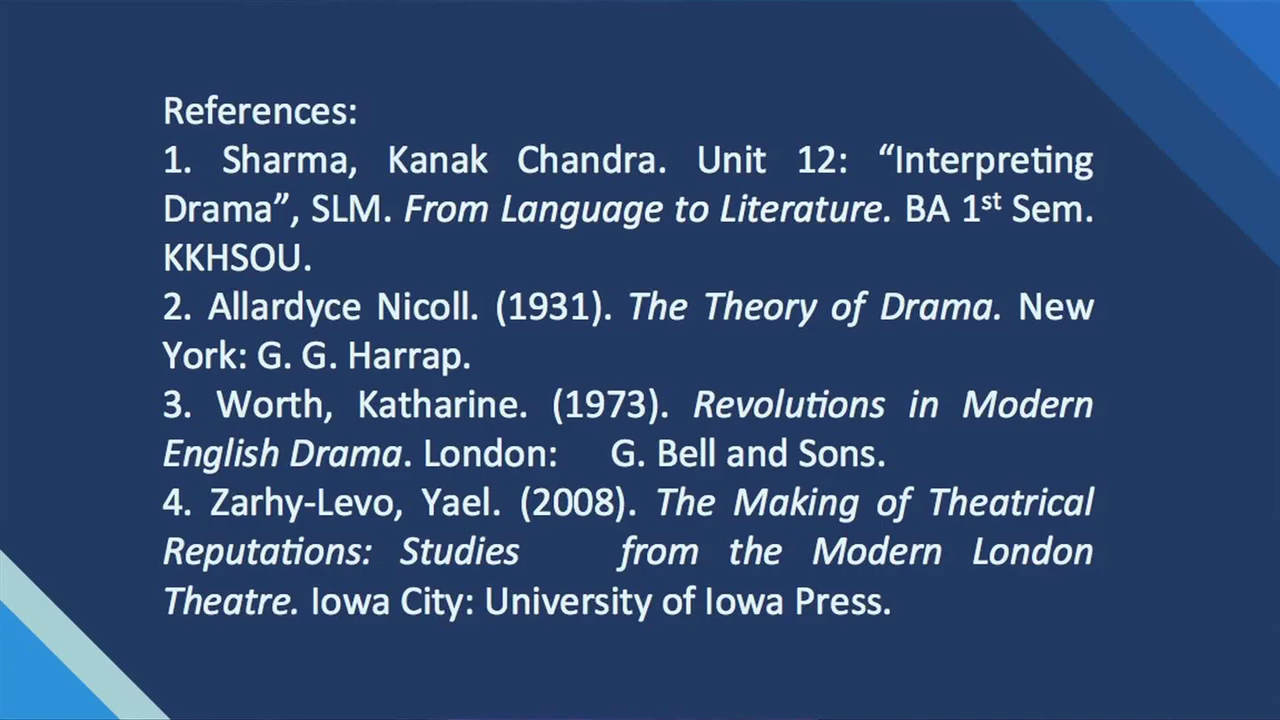 References:
1. Sharma, Kanak Chandra. Unit 12: “Interpreting
Drama”, SLM. From Language to Literature. BA 1st Sem.
KKHSOU.
2. Allardyce Nicoll. (1931). The Theory of Drama. New
York: G. G. Harrap.
3. Worth, Katharine. (1973). Revolutions in Modern
English Drama. London: G. Bell and Sons.
4. Zarhy-Levo, Yael. (2008). The Making of Theatrical
Reputations: Studies from the Modern London
Theatre. Iowa City: University of Iowa Press.